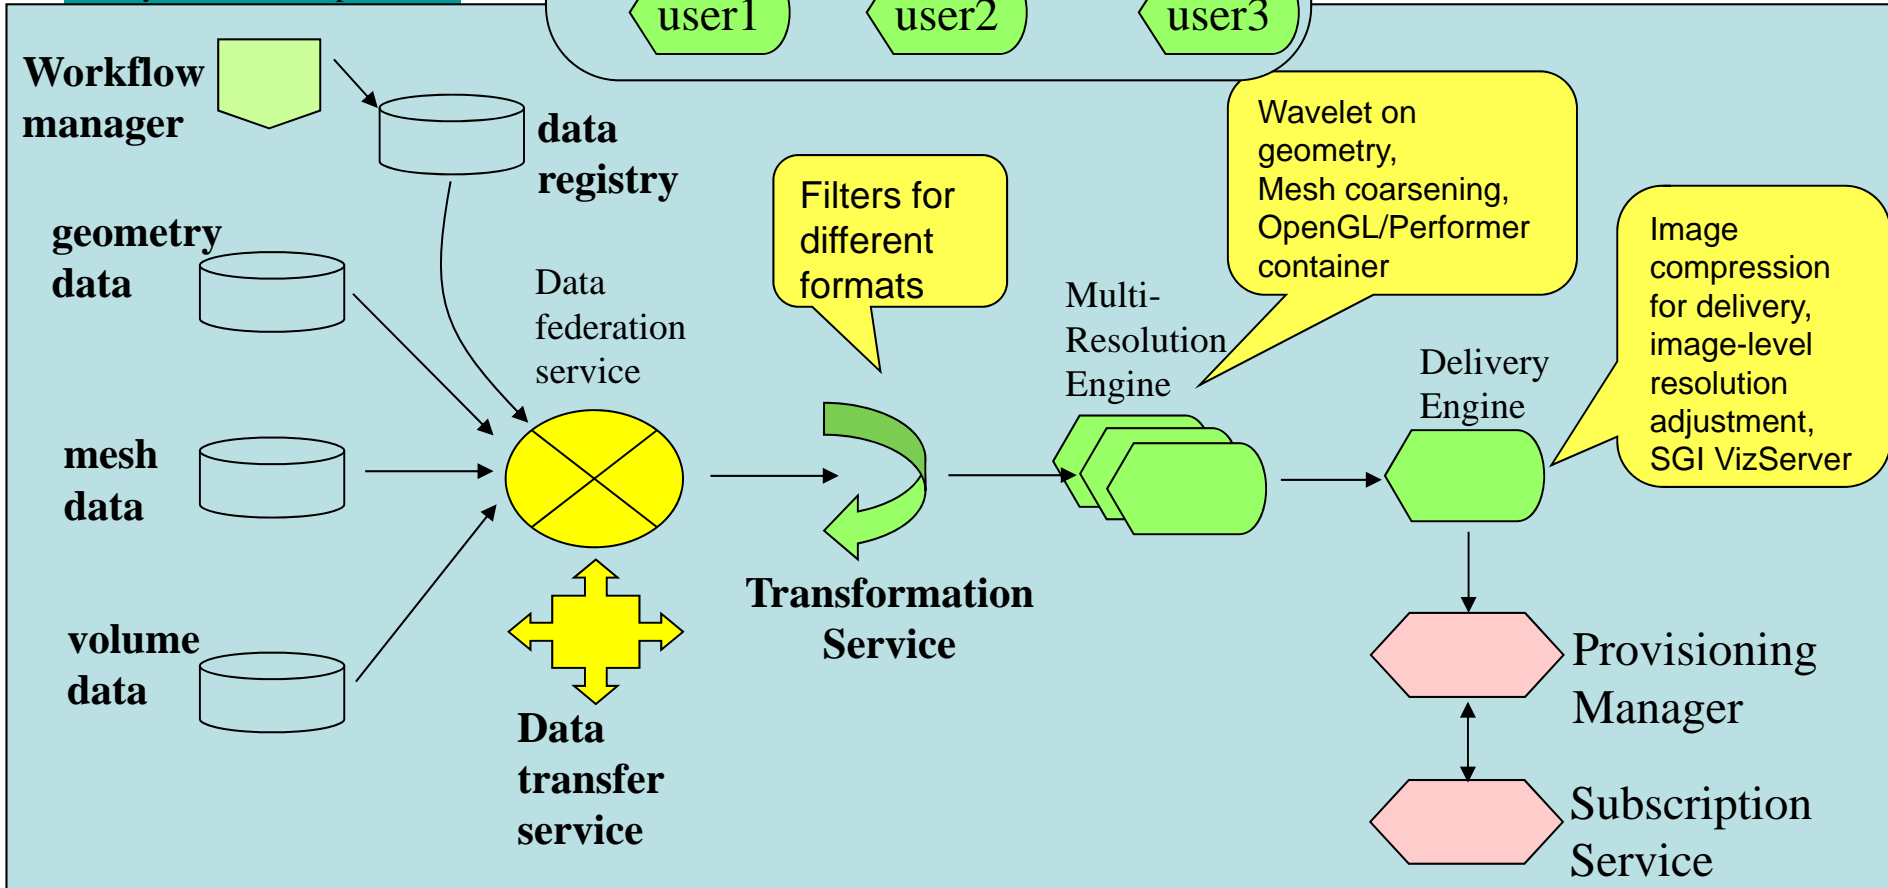 user1
user2
user3
Workflow
manager
data
registry
geometry
data
mesh
data
volume
data
Data
federation
service
Data
transfer
service
Filters for
different
formats
Transformation
Service
Wavelet on
geometry,
Mesh coarsening,
OpenGL/Performer
container
Multi-
Resolution
Engine
Image
compression
for delivery,
image-level
resolution
adjustment,
SGI VizServer
Delivery
Engine
Provisioning
Manager
Subscription
Service